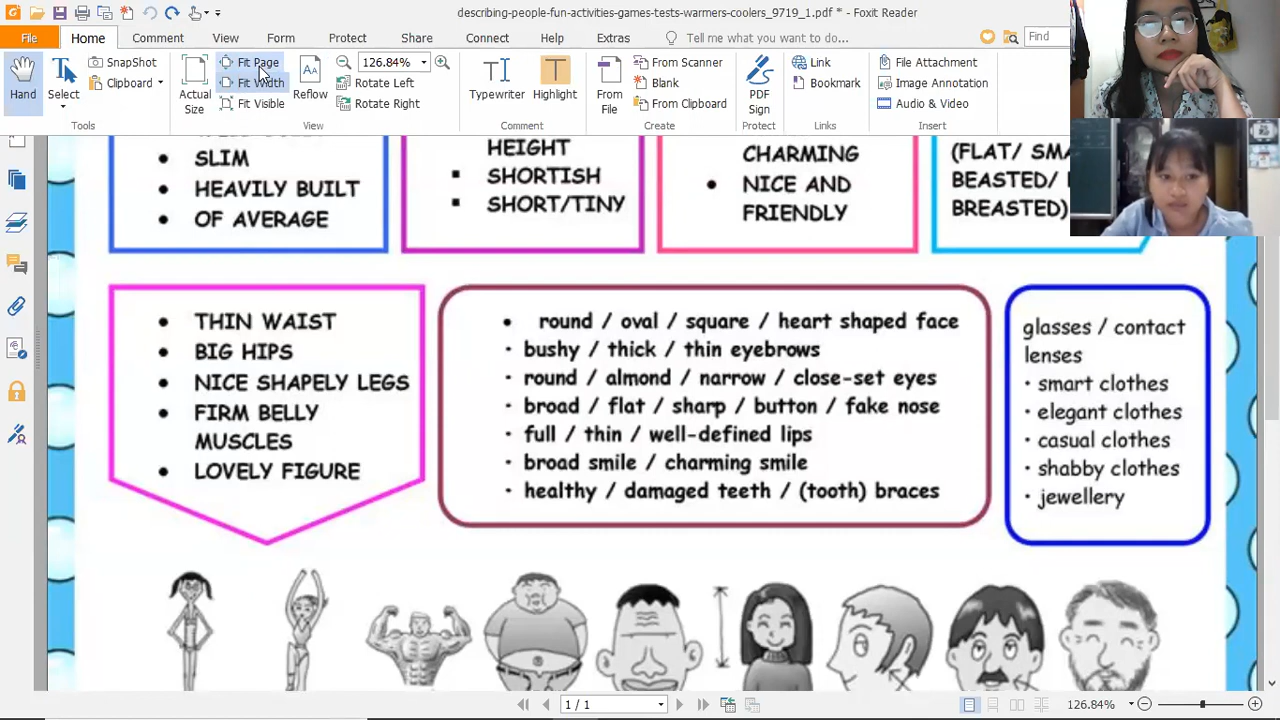 describing-people-fun-activities-games-tests-wan
9719_1.pdf * - Foxit Reader
File
Home
Comment
View
Form
Protect
Share
Connect
Help
Extras
Tell me what you want to do...
Find
Hand
Select
SnapShot
Clipboard
Tools
Actual
Size
Fit Page
Fit Width
Fit Visible
Reflow
126.84%
Rotate Left
Rotate Right
View
Typewriter
Highlight
Comment
From
File
From Scanner
Blank
From Clipboard
Create
PDF
Sign
Protect
Link
Bookmark
Links
File Attachment
Image Annotation
Audio & Video
Insert
• SLIM
• HEAVILY BUILT
• OF AVERAGE
HEIGHT
▪ SHORTISH
▪ SHORT/TINY
CHARMING
• NICE AND
FRIENDLY
(FLAT/
BEASTED/
BREASTED)
• THIN WAIST
• BIG HIPS
• NICE SHAPELY LEGS
• FIRM BELLY
MUSCLES
• LOVELY FIGURE
• round / oval / square / heart shaped face
· bushy / thick / thin eyebrows
· round / almond / narrow / close-set eyes
· broad / flat / sharp / button / fake nose
· full / thin / well-defined lips
· broad smile / charming smile
· healthy / damaged teeth / (tooth) braces
glasses / contact
lenses
· smart clothes
· elegant clothes
· casual clothes
· shabby clothes
· jewellery
1 / 1
126.84%